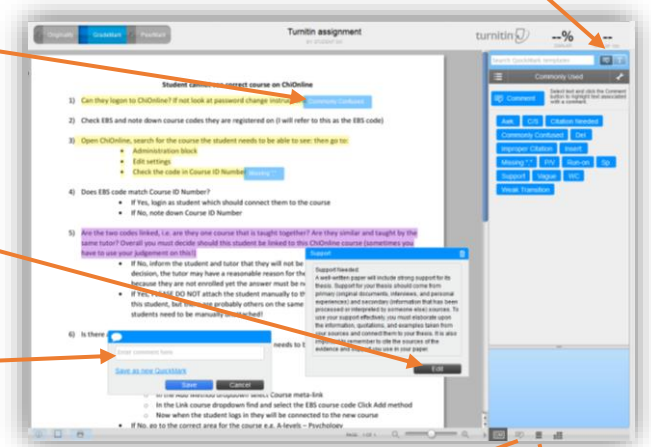 Originality GradeMark PeerMark
Turnitin assignment
turnitin
--%
--
Search QuickMark templates
Commonly Used
Comment
Select text and click the Comment
button to highlight text associated
with a comment.
Awk. C/S Citation Needed
Commonly Confused Del
Improper Citation Insert
Missing "," P/V Run-on Sp.
Support Vague WC
Weak Transition
Student cannot see correct course on ChiOnline
1) Can they logon to ChiOnline? If not look at password change Commonly Confused
2) Check EBS and note down course codes they are registered on (I will refer to this as the EBS code)
3) Open ChiOnline, search for the course the student needs to be able to see: then go to:
• Administration block
• Edit settings
• Check the code in Course ID Number Missing ","
4) Does EBS code match Course ID Number?
• If Yes, login as student which should connect them to the course
• If No, note down Course ID Number
5) Are the two codes linked, i.e. are they one course that is taught together? Are they similar and taught by the
same tutor? Overall you must decide should this student be linked to this ChiOnline course (sometimes you
have to use your judgement on this!)
• If No, inform the student and tutor that they will not be
decision, the tutor may have a reasonable reason for the
because they are not enrolled yet the answer must be
• If Yes, PLEASE DO NOT attach the student manually to
this student, but there are probably others on the same
students need to be manually attached!
6) Is there
needs to
Support
Support Needed:
A well-written paper will include strong support for its
thesis. Support for your thesis should come from
primary (original documents, interviews, and personal
experiences) and secondary (information that has been
processed or interpreted by someone else) sources. To
use your support effectively, you must elaborate upon
the information, quotations, and examples taken from
your sources and connect them to your thesis. It is also
important to remember to cite the sources of the
evidence and support you use in your paper.
Edit
Enter comment here
Save as new QuickMark
Save Cancel
○ In the Add Method dropdown select Course meta-link
○ In the Link course dropdown find and select the EBS course code Click Add method
○ Now when the student logs in they will be connected to the new course
• If No, go to the correct area for the course e.g. A-levels – Psychology
PAGE: 1 OF 1